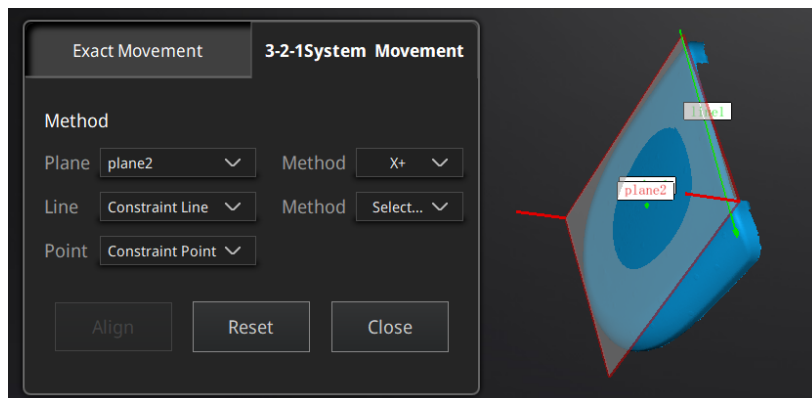 Exact Movement
3-2-1System Movement
Method
Plane plane2 Method X+
Line Constraint Line Method Select...
Point Constraint Point
Align Reset Close
line1
plane2